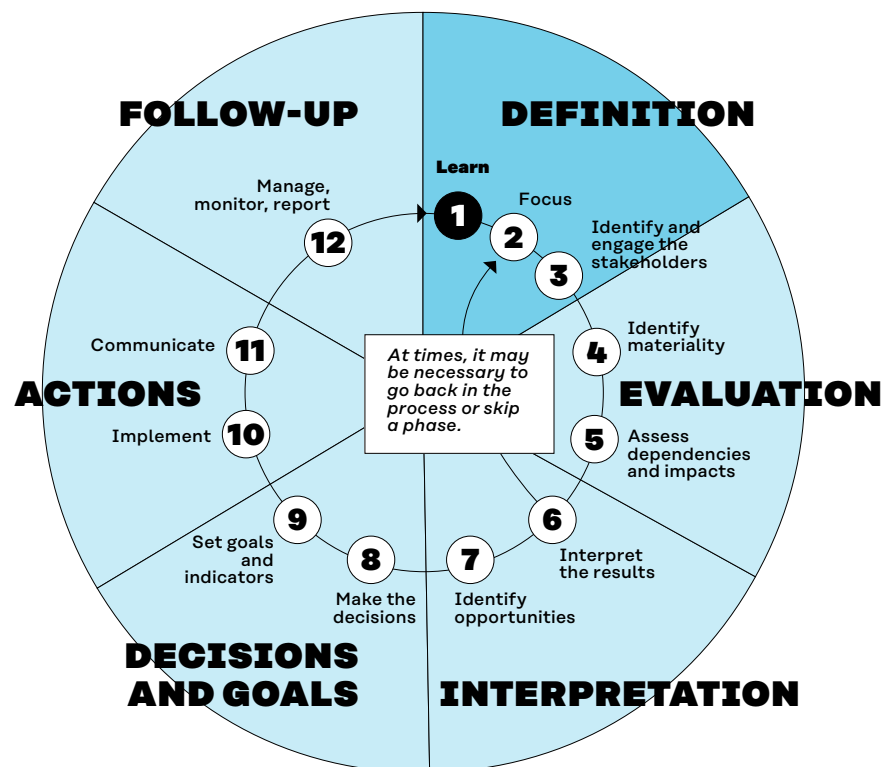 FOLLOW-UP
DEFINITION
Learn
1
Focus
2
Identify and
engage the
stakeholders
3
Identify
materiality
4
EVALUATION
5
Assess
dependencies
and impacts
6
Interpret
the results
7
Identify
opportunities
INTERPRETATION
8
Make the
decisions
9
Set goals
and
indicators
DECISIONS
AND GOALS
10
Implement
ACTIONS
11
Communicate
12
Manage,
monitor, report
At times, it may
be necessary to
go back in the
process or skip
a phase.